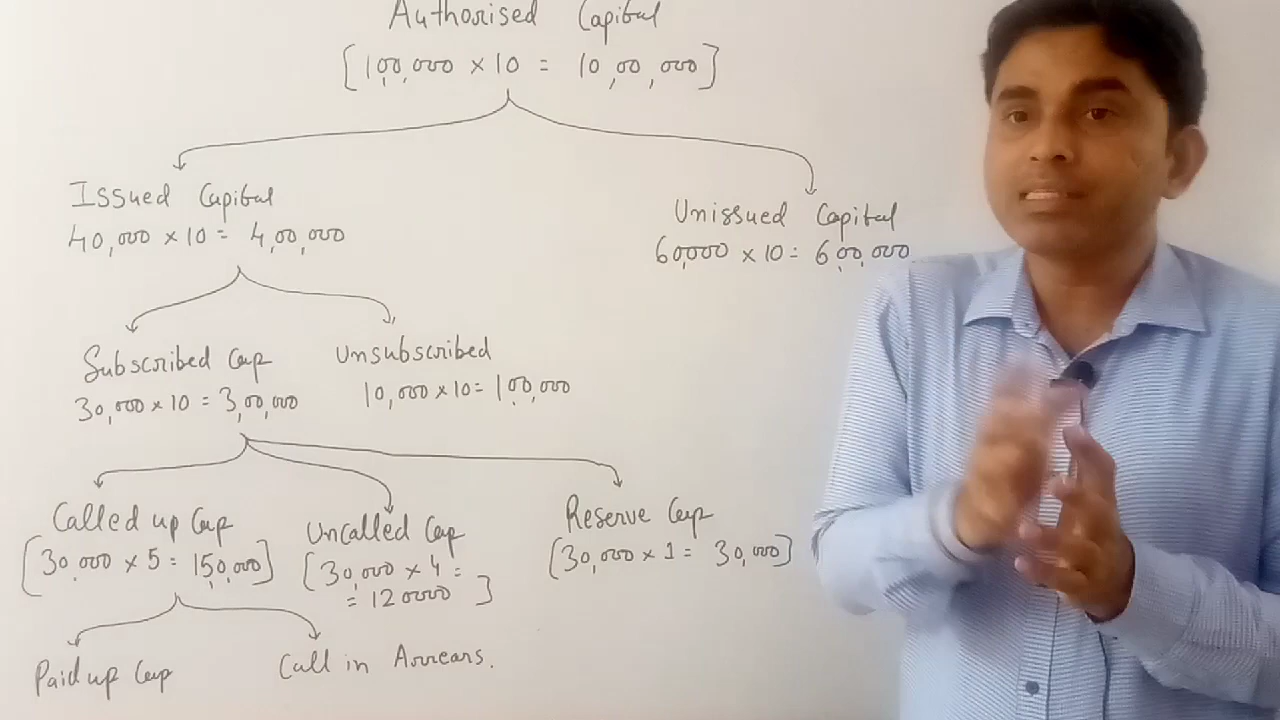 Authorised Capital
[100,000 × 10 = 10,00,000]
Issued Capital
40,000 × 10 = 4,00,000
Unissued Capital
60,000 × 10 = 6,00,000
Subscribed Cap
30,000 × 10 = 3,00,000
Unsubscribed
10,000 × 10 = 1,00,000
Called up Cap
[30,000 × 5 = 150,000]
Uncalled Cap
[30,000 × 4 =
= 120000 ]
Reserve Cap
[30,000 × 1 = 30,000]
Paid up Cap
Call in Arrears.